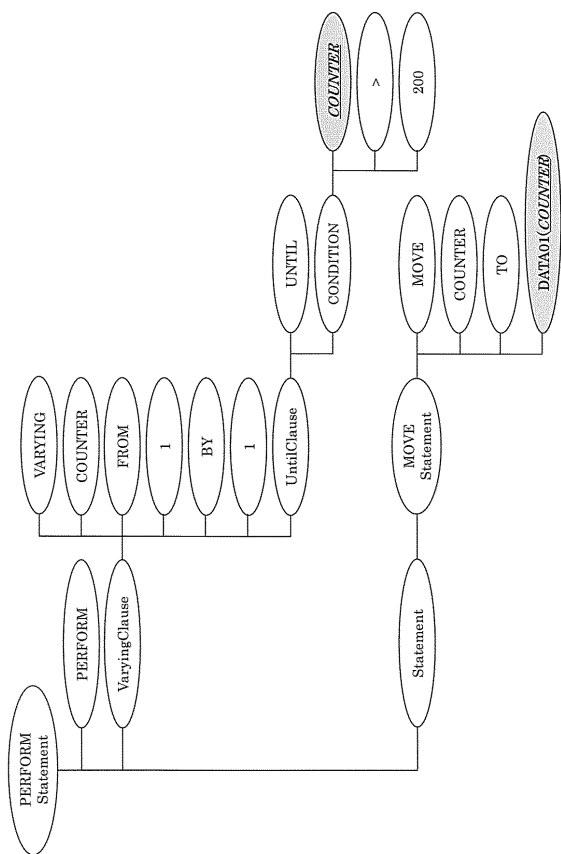 PERFORM
Statement
PERFORM
VaryingClause
VARYING
COUNTER
FROM
1
BY
1
UntilClause
UNTIL
CONDITION
COUNTER
>
200
Statement
MOVE
Statement
MOVE
COUNTER
TO
DATA01(COUNTER)